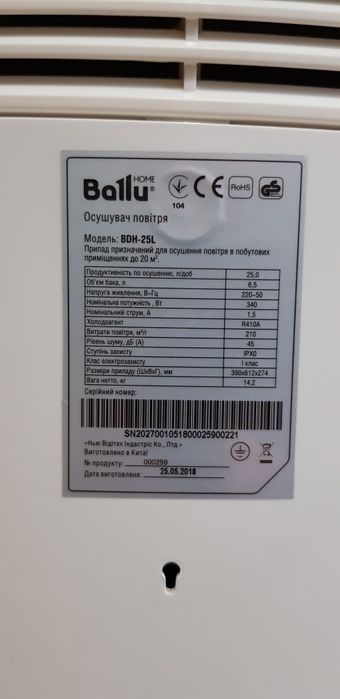 HOME
Ballu®
104
CE
RoHS
GS
Осушувач повітря
Модель: BDH-25L
Прилад призначений для осушення повітря в побутових
приміщеннях до 20 м².
Продуктивність по осушенню, л/доб 25,0
Об'єм бака, л 6,5
Напруга живлення, В~Гц 220~50
Номінальна потужність, Вт 340
Номінальний струм, А 1,5
Холодоагент R410A
Витрати повітря, м³/г 210
Рівень шуму, дБ (А) 45
Ступінь захисту IPX0
Клас електрозахисту I клас
Розміри приладу (ШхВхГ), мм 390х612х274
Вага нетто, кг 14,2
Серійний номер:
SN2027001051800025900221
«Нью Відітех Індастріс Ко., Лтд.»
Виготовлено в Китаї
№ продукту: 000259
Дата виготовлення: 25.05.2018